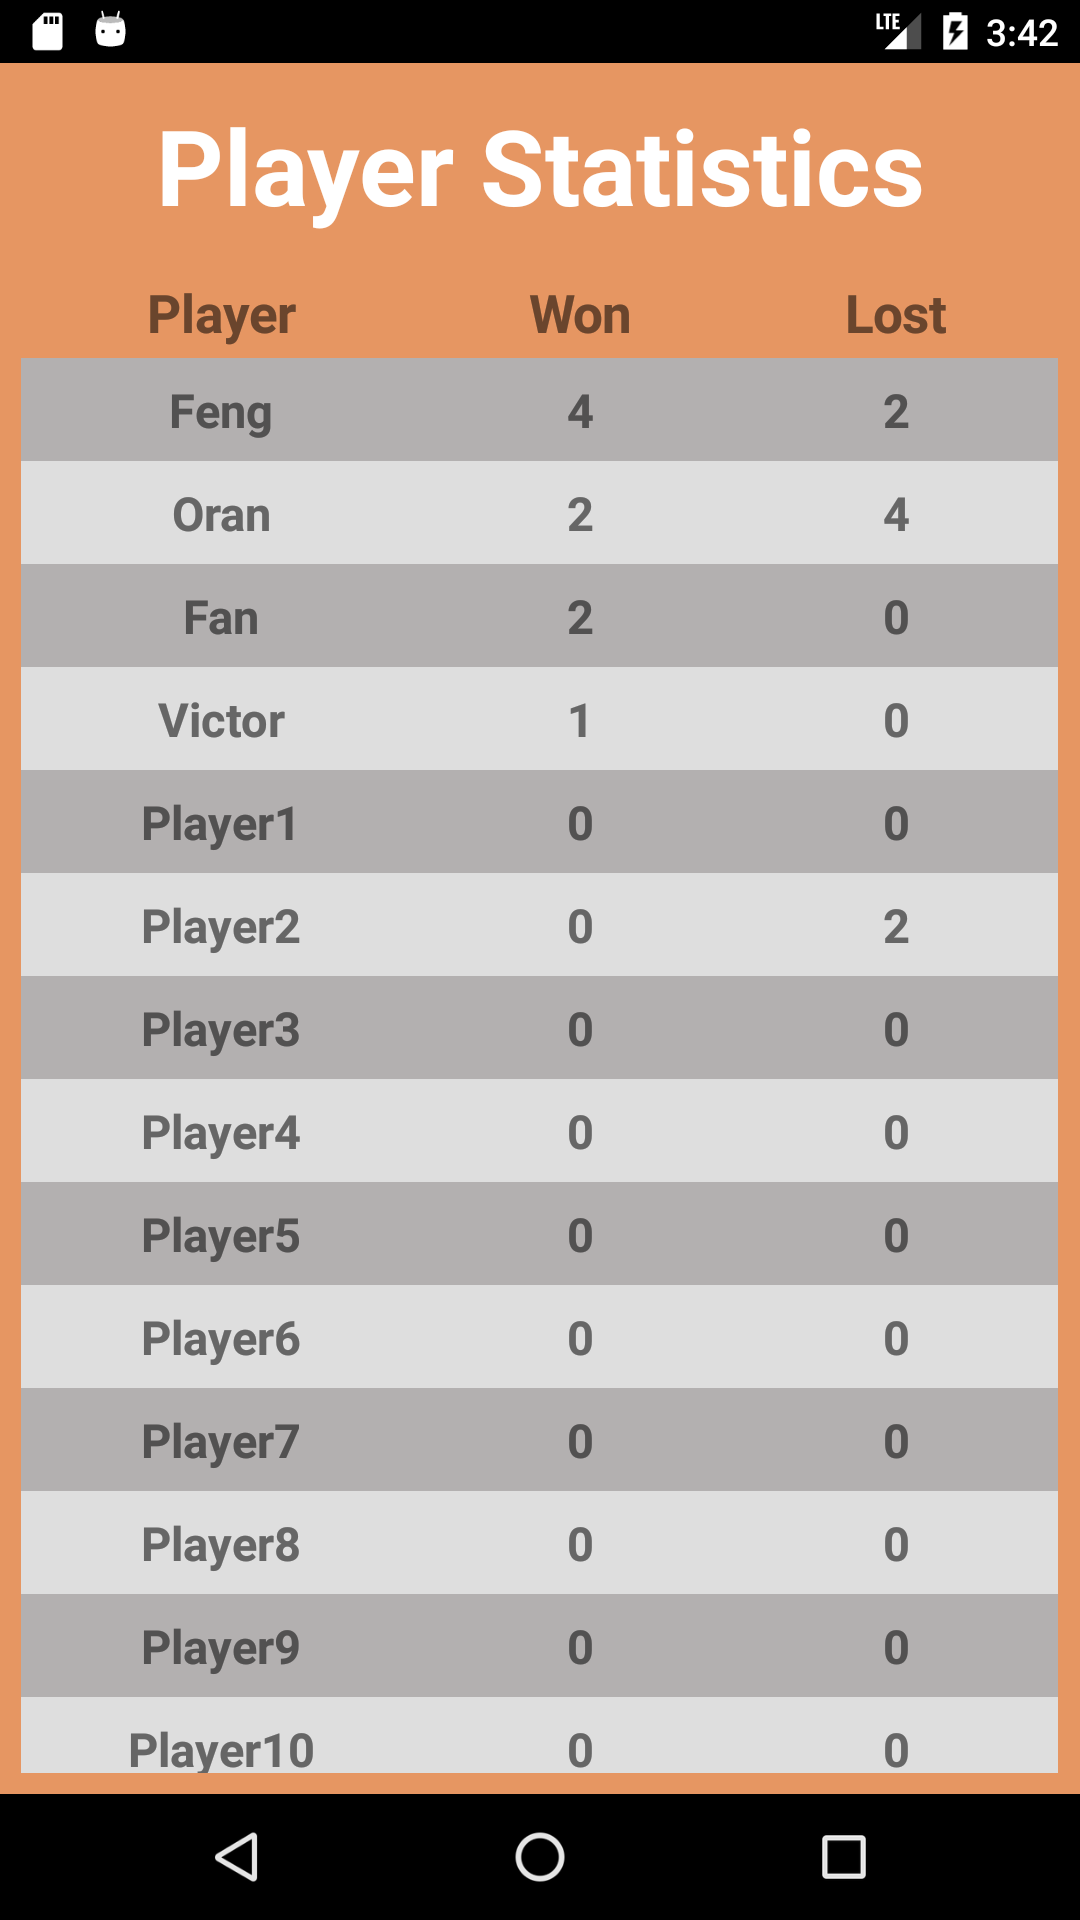 LTE 3:42
Player Statistics
Player Won Lost
Feng 4 2
Oran 2 4
Fan 2 0
Victor 1 0
Player1 0 0
Player2 0 2
Player3 0 0
Player4 0 0
Player5 0 0
Player6 0 0
Player7 0 0
Player8 0 0
Player9 0 0
Player10 0 0